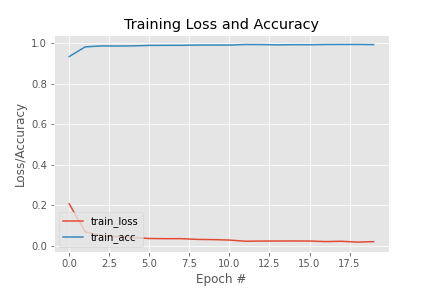 Training Loss and Accuracy
1.0
0.8
0.6
0.4
0.2
0.0
Loss/Accuracy
train_loss
train_acc
0.0 2.5 5.0 7.5 10.0 12.5 15.0 17.5
Epoch #